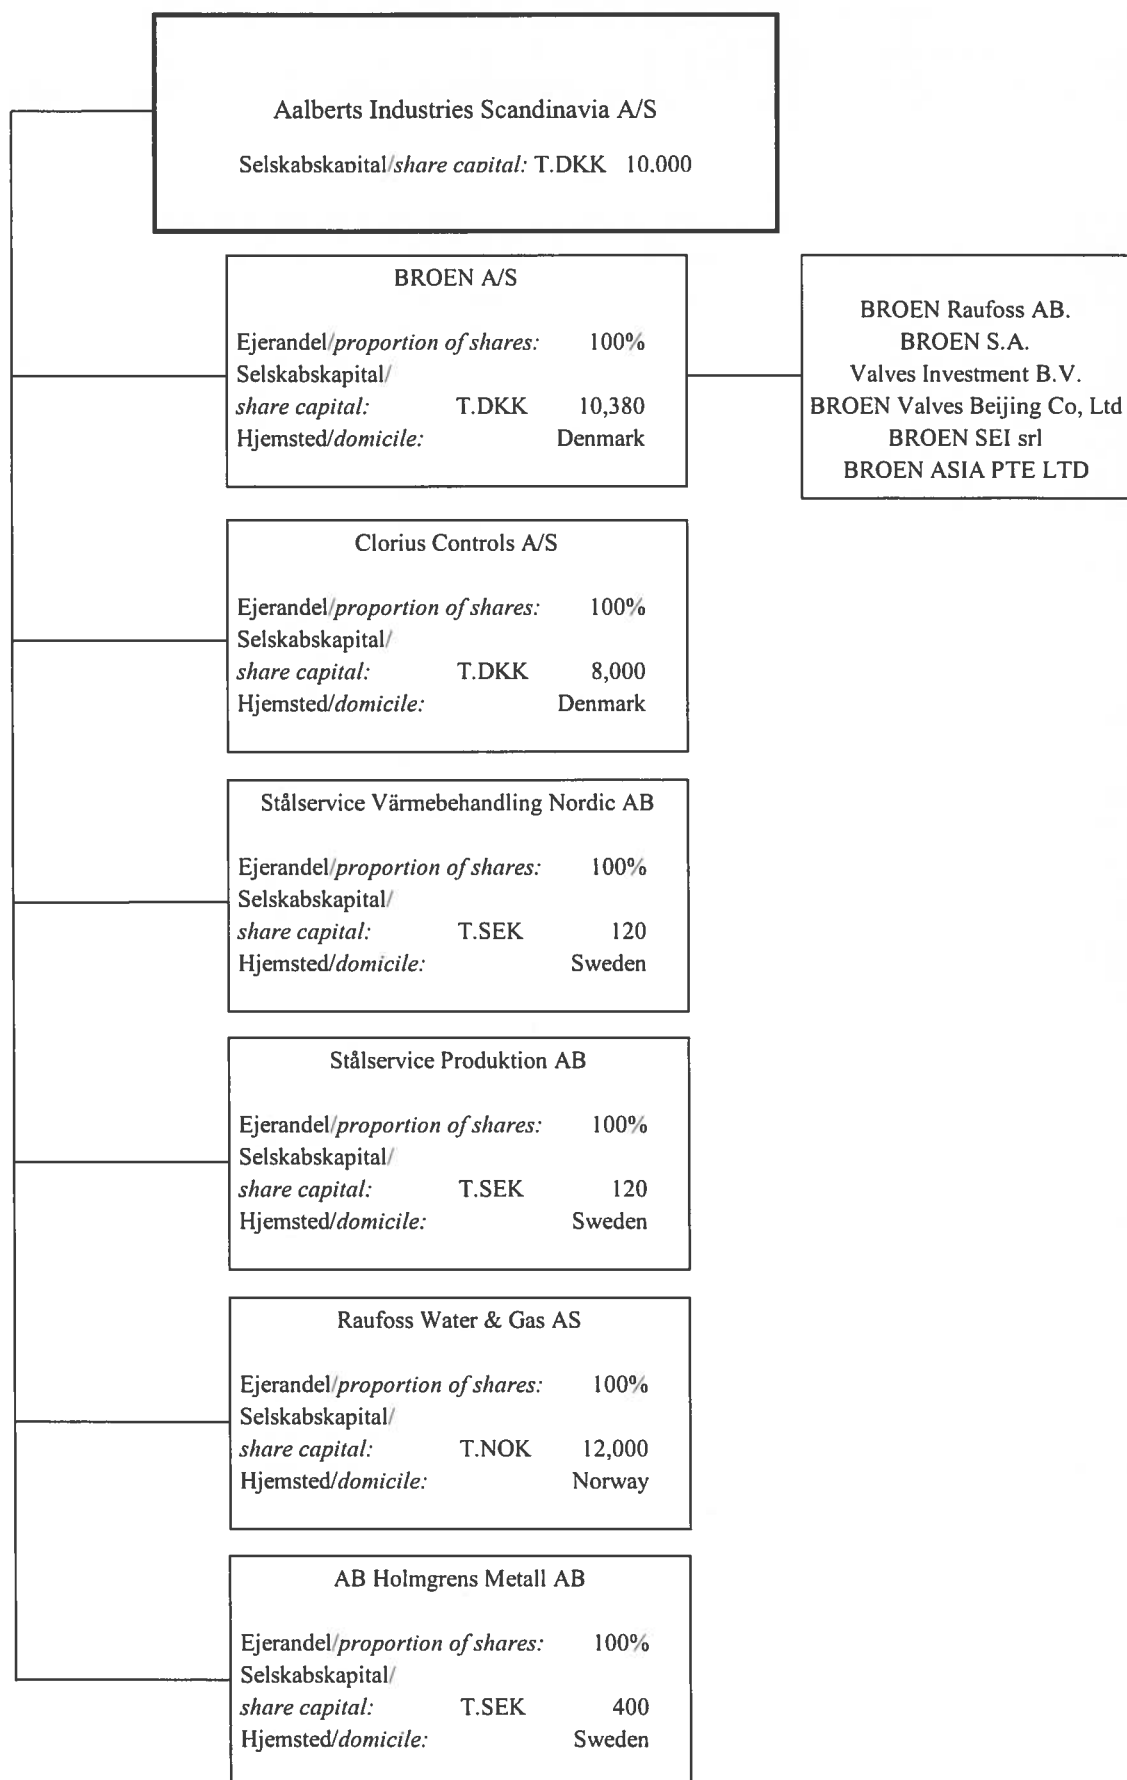 Aalberts Industries Scandinavia A/S
Selskabskapital/share capital: T.DKK 10.000
BROEN A/S
Ejerandel/proportion of shares: 100%
Selskabskapital/
share capital: T.DKK 10,380
Hjemsted/domicile: Denmark
BROEN Raufoss AB.
BROEN S.A.
Valves Investment B.V.
BROEN Valves Beijing Co, Ltd
BROEN SEI srl
BROEN ASIA PTE LTD
Clorius Controls A/S
Ejerandel/proportion of shares: 100%
Selskabskapital/
share capital: T.DKK 8,000
Hjemsted/domicile: Denmark
Stålservice Värmebehandling Nordic AB
Ejerandel/proportion of shares: 100%
Selskabskapital/
share capital: T.SEK 120
Hjemsted/domicile: Sweden
Stålservice Produktion AB
Ejerandel/proportion of shares: 100%
Selskabskapital/
share capital: T.SEK 120
Hjemsted/domicile: Sweden
Raufoss Water & Gas AS
Ejerandel/proportion of shares: 100%
Selskabskapital/
share capital: T.NOK 12,000
Hjemsted/domicile: Norway
AB Holmgrens Metall AB
Ejerandel/proportion of shares: 100%
Selskabskapital/
share capital: T.SEK 400
Hjemsted/domicile: Sweden